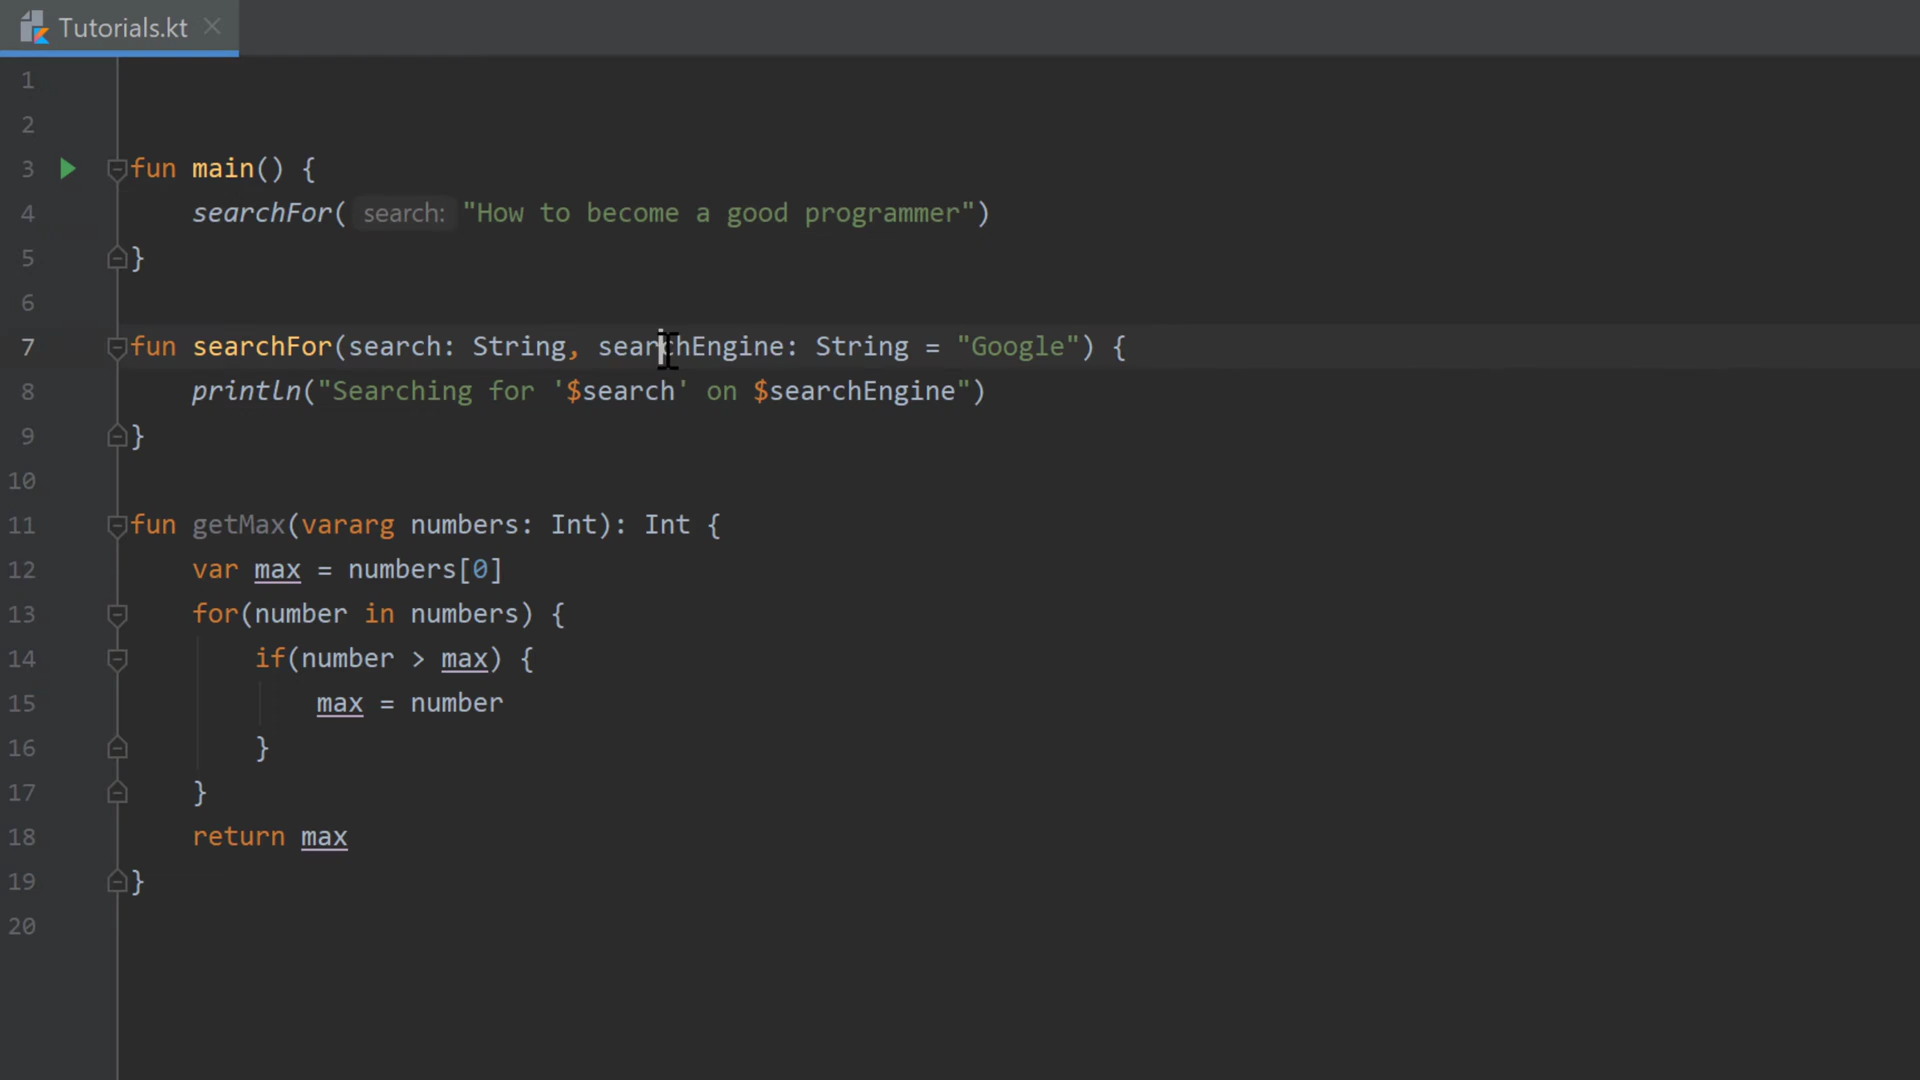 Tutorials.kt
1
2
3 fun main() {
4 searchFor( search: "How to become a good programmer")
5 }
6
7 fun searchFor(search: String, searchEngine: String = "Google") {
8 println("Searching for '$search' on $searchEngine")
9 }
10
11 fun getMax(vararg numbers: Int): Int {
12 var max = numbers[0]
13 for(number in numbers) {
14 if(number > max) {
15 max = number
16 }
17 }
18 return max
19 }
20